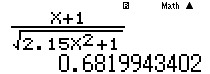 R Math ▲
X+1
√2.15X²+1
0.6819943402